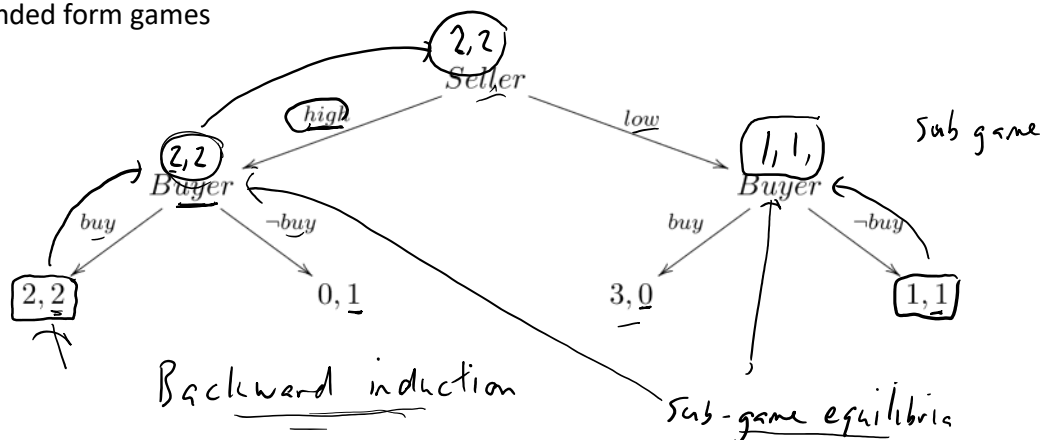 nded form games
2,2
Seller
high
low
sub game
2,2
1,1,
Buyer
Buyer
buy
¬buy
buy
¬buy
2, 2
0, 1
3, 0
1, 1
Backward induction
Sub-game equilibria